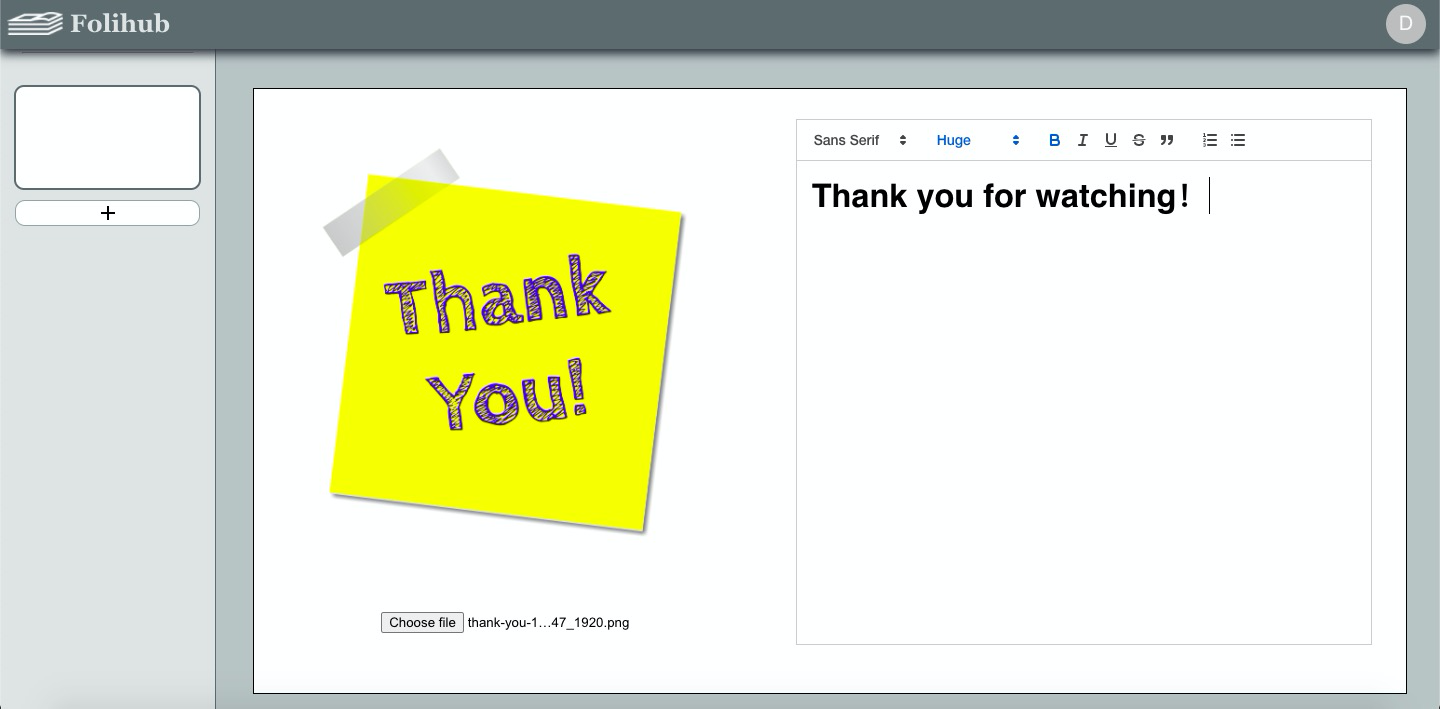 Folihub
D
Thank
You!
Choose file thank-you-1...47_1920.png
Sans Serif Huge B I U S
Thank you for watching!